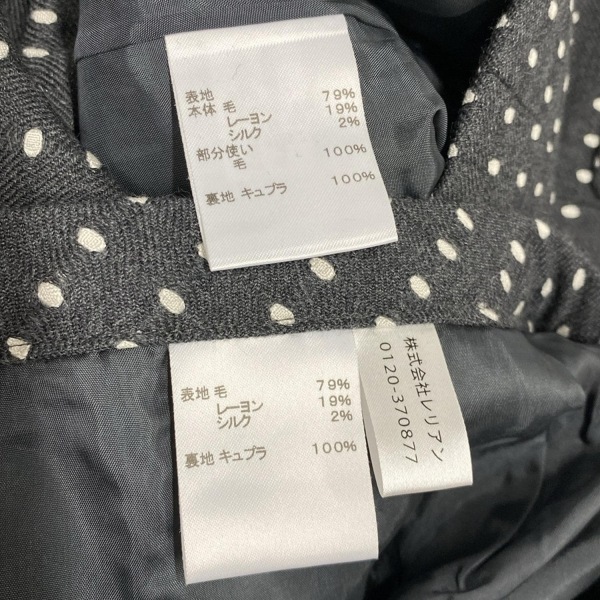 表地
本体 毛 79%
レーヨン 19%
シルク 2%
部分使い
毛 100%
裏地 キュプラ 100%
表地 毛 79%
レーヨン 19%
シルク 2%
裏地 キュプラ 100%
株式会社レリアン
0120-370877